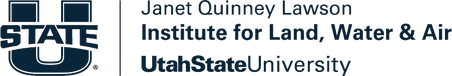 U
STATE
Janet Quinney Lawson
Institute for Land, Water & Air
UtahStateUniversity